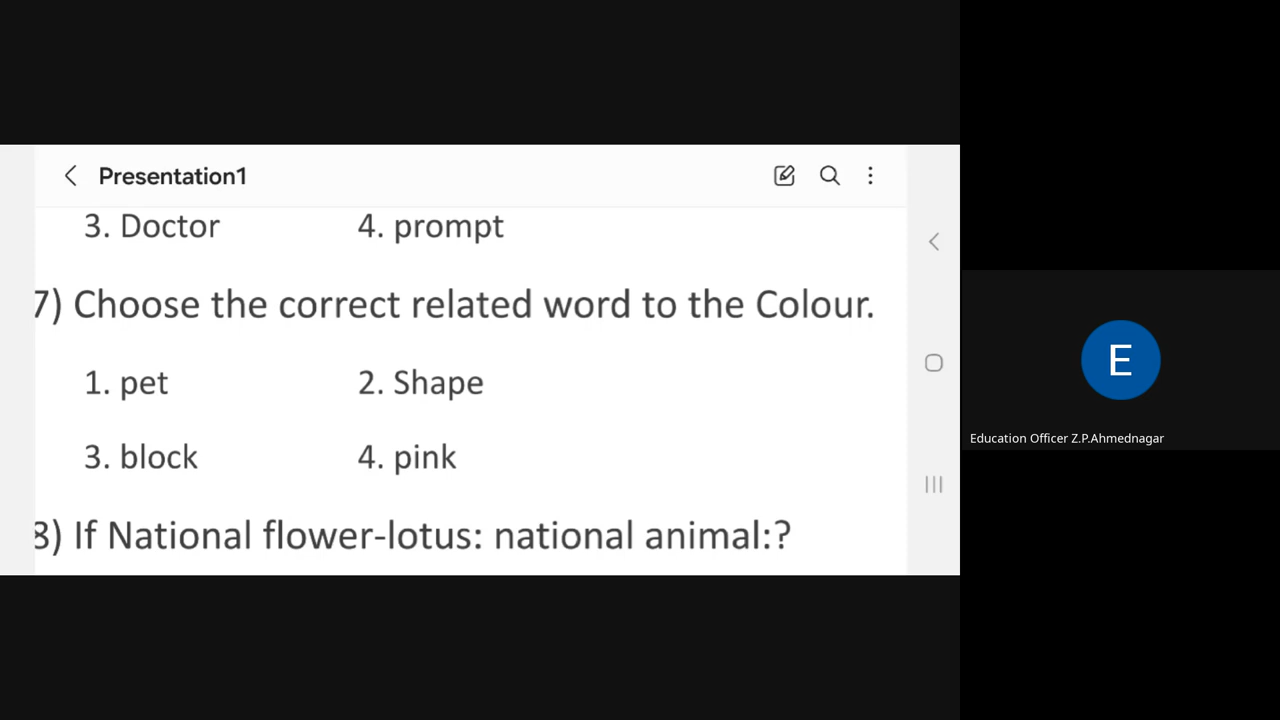 Presentation1
3. Doctor 4. prompt
7) Choose the correct related word to the Colour.
1. pet 2. Shape
3. block 4. pink
8) If National flower-lotus: national animal:?
E
Education Officer Z.P.Ahmednagar